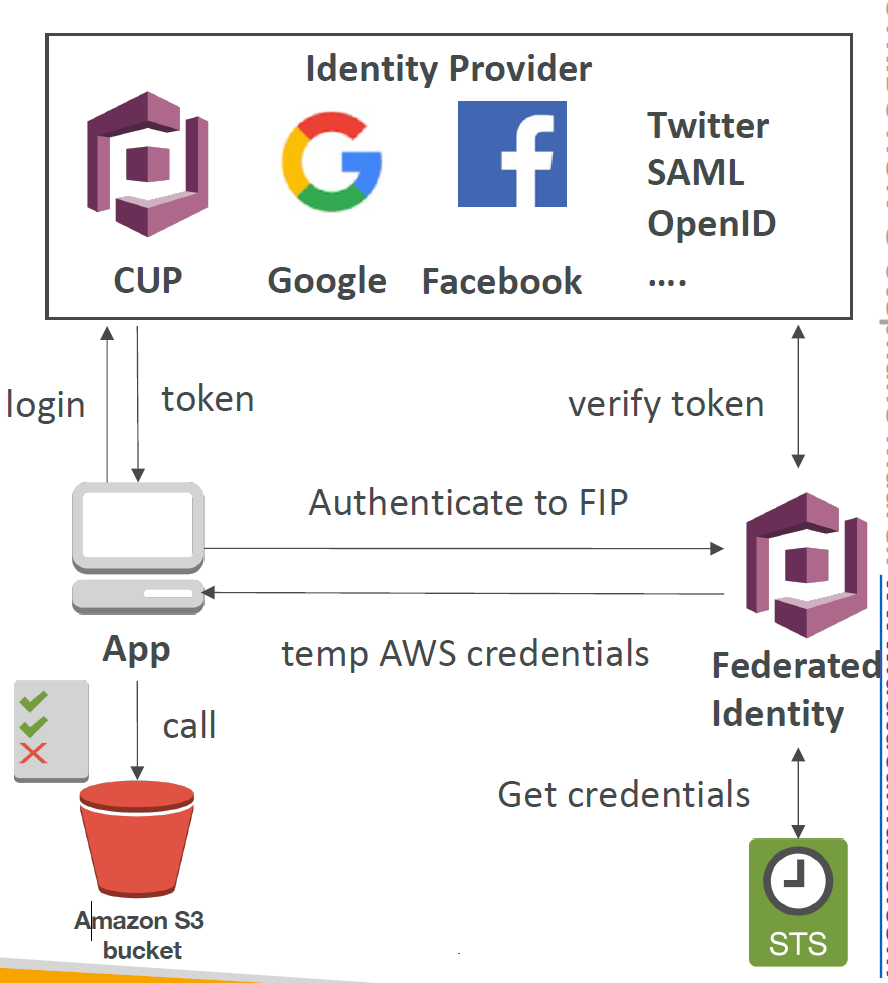 Identity Provider
Twitter
SAML
OpenID
....
CUP
Google
Facebook
login
token
verify token
Authenticate to FIP
App
temp AWS credentials
Federated
Identity
call
Get credentials
Amazon S3
bucket
STS